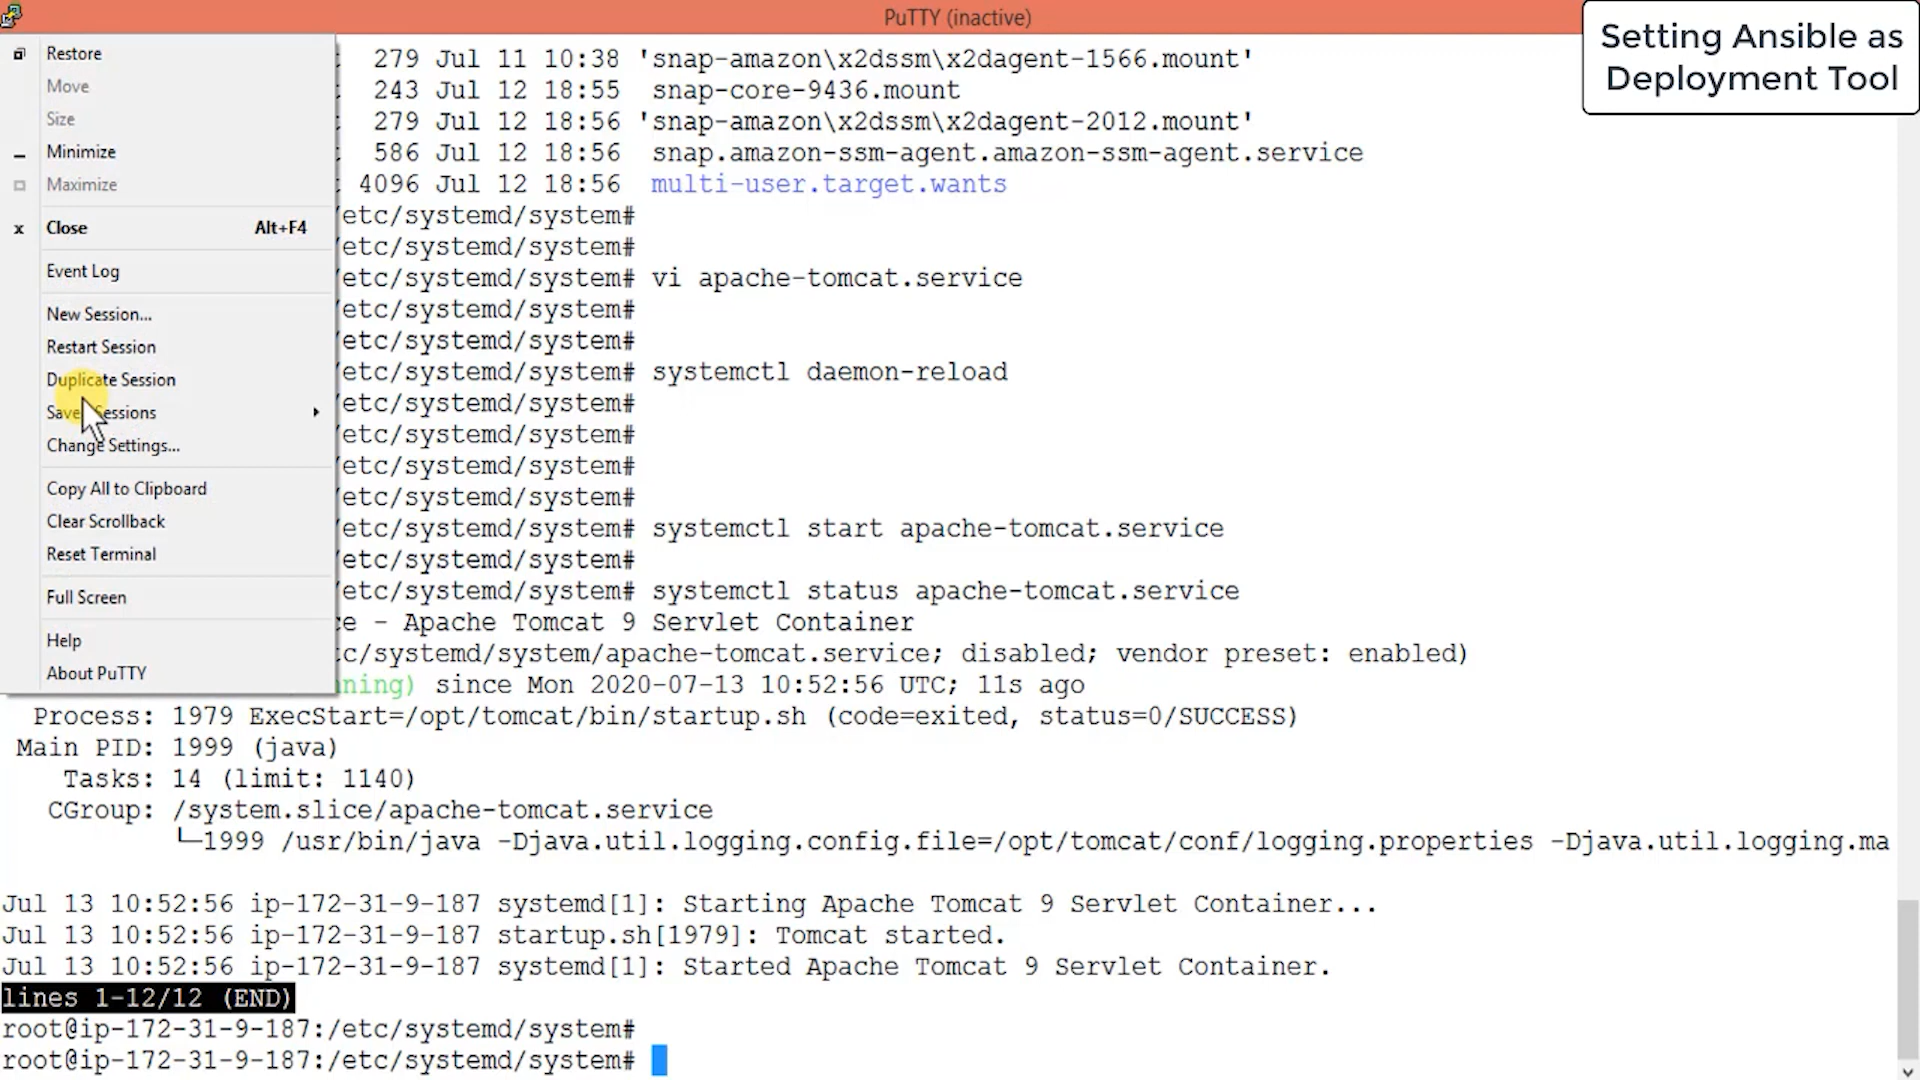 PuTTY (inactive)
Setting Ansible as
Deployment Tool
Restore
Move
Size
Minimize
Maximize
x Close Alt+F4
Event Log
New Session...
Restart Session
Duplicate Session
Saved Sessions
Change Settings...
Copy All to Clipboard
Clear Scrollback
Reset Terminal
Full Screen
Help
About PuTTY
279 Jul 11 10:38 'snap-amazon\x2dssm\x2dagent-1566.mount'
243 Jul 12 18:55 snap-core-9436.mount
279 Jul 12 18:56 'snap-amazon\x2dssm\x2dagent-2012.mount'
586 Jul 12 18:56 snap.amazon-ssm-agent.amazon-ssm-agent.service
4096 Jul 12 18:56 multi-user.target.wants
/etc/systemd/system#
/etc/systemd/system#
/etc/systemd/system# vi apache-tomcat.service
/etc/systemd/system#
/etc/systemd/system#
/etc/systemd/system# systemctl daemon-reload
/etc/systemd/system#
/etc/systemd/system#
/etc/systemd/system#
/etc/systemd/system#
/etc/systemd/system# systemctl start apache-tomcat.service
/etc/systemd/system#
/etc/systemd/system# systemctl status apache-tomcat.service
ce - Apache Tomcat 9 Servlet Container
tc/systemd/system/apache-tomcat.service; disabled; vendor preset: enabled)
nning) since Mon 2020-07-13 10:52:56 UTC; 11s ago
Process: 1979 ExecStart=/opt/tomcat/bin/startup.sh (code=exited, status=0/SUCCESS)
Main PID: 1999 (java)
Tasks: 14 (limit: 1140)
CGroup: /system.slice/apache-tomcat.service
└─1999 /usr/bin/java -Djava.util.logging.config.file=/opt/tomcat/conf/logging.properties -Djava.util.logging.ma
Jul 13 10:52:56 ip-172-31-9-187 systemd[1]: Starting Apache Tomcat 9 Servlet Container...
Jul 13 10:52:56 ip-172-31-9-187 startup.sh[1979]: Tomcat started.
Jul 13 10:52:56 ip-172-31-9-187 systemd[1]: Started Apache Tomcat 9 Servlet Container.
lines 1-12/12 (END)
root@ip-172-31-9-187:/etc/systemd/system#
root@ip-172-31-9-187:/etc/systemd/system#